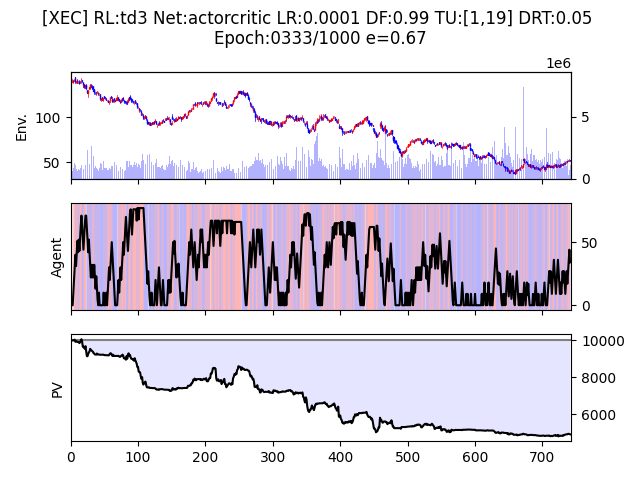 [XEC] RL:td3 Net:actorcritic LR:0.0001 DF:0.99 TU:[1,19] DRT:0.05
Epoch:0333/1000 e=0.67
1e6
Env.
100
50
5
0
Agent
50
0
PV
10000
8000
6000
0 100 200 300 400 500 600 700